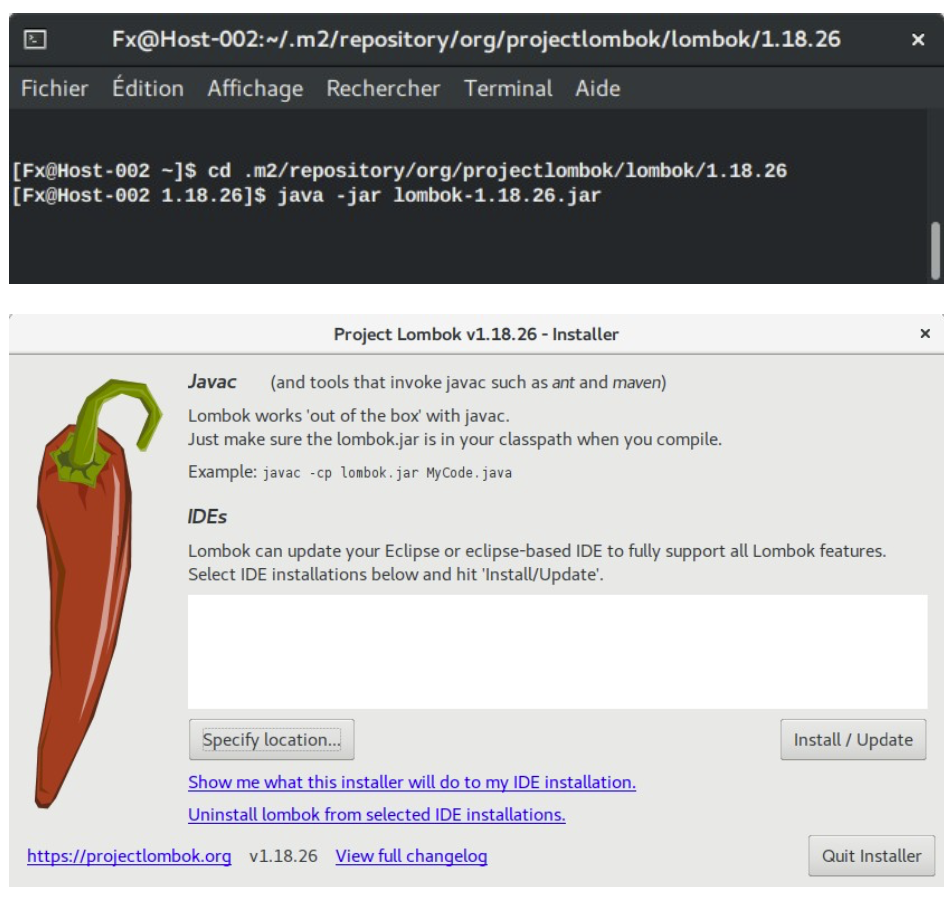 Fx@Host-002:~/.m2/repository/org/projectlombok/lombok/1.18.26 ×
Fichier Édition Affichage Rechercher Terminal Aide
[Fx@Host-002 ~]$ cd .m2/repository/org/projectlombok/lombok/1.18.26
[Fx@Host-002 1.18.26]$ java -jar lombok-1.18.26.jar
Project Lombok v1.18.26 - Installer ×
Javac (and tools that invoke javac such as ant and maven)
Lombok works 'out of the box' with javac.
Just make sure the lombok.jar is in your classpath when you compile.
Example: javac -cp lombok.jar MyCode.java
IDEs
Lombok can update your Eclipse or eclipse-based IDE to fully support all Lombok features.
Select IDE installations below and hit 'Install/Update'.
Specify location... Install / Update
Show me what this installer will do to my IDE installation.
Uninstall lombok from selected IDE installations.
https://projectlombok.org v1.18.26 View full changelog Quit Installer